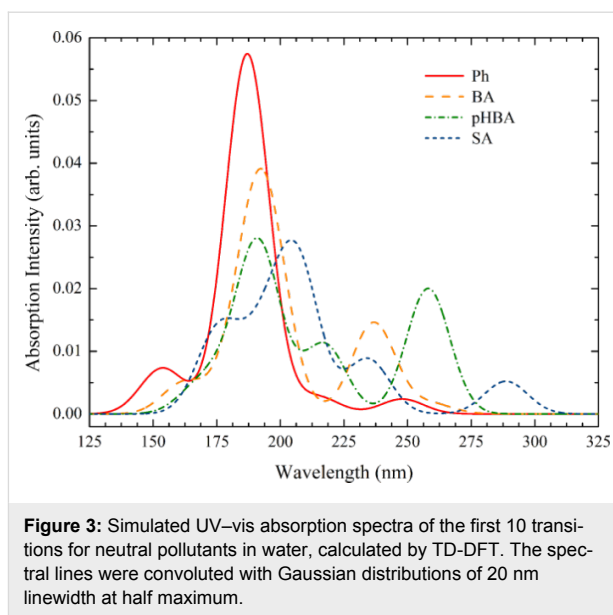 0.06
0.05
0.04
0.03
0.02
0.01
0.00
Absorption Intensity (arb. units)
Ph
BA
pHBA
SA
125 150 175 200 225 250 275 300 325
Wavelength (nm)
Figure 3: Simulated UV–vis absorption spectra of the first 10 transi-
tions for neutral pollutants in water, calculated by TD-DFT. The spec-
tral lines were convoluted with Gaussian distributions of 20 nm
linewidth at half maximum.